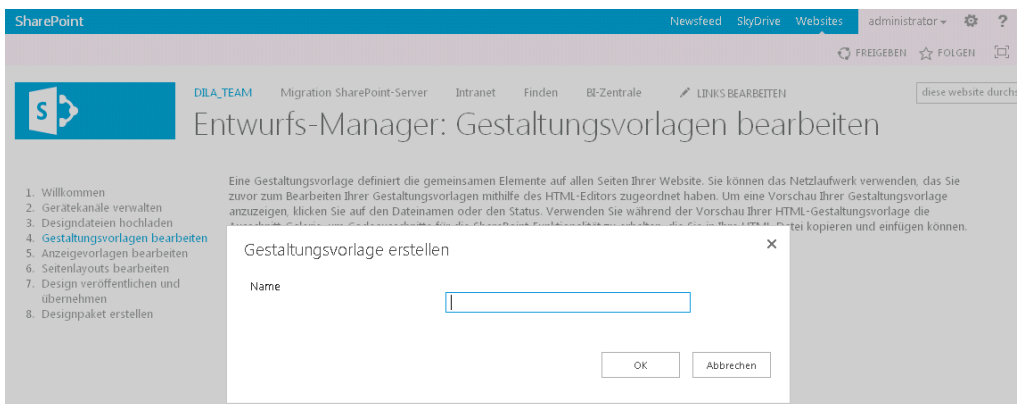 SharePoint
Newsfeed SkyDrive Websites administrator ?
FREIGEBEN FOLGEN
S
DILA_TEAM Migration SharePoint-Server Intranet Finden BI-Zentrale LINKS BEARBEITEN
diese website durchs
Entwurfs-Manager: Gestaltungsvorlagen bearbeiten
1. Willkommen
2. Gerätekanäle verwalten
3. Designdateien hochladen
4. Gestaltungsvorlagen bearbeiten
5. Anzeigevorlagen bearbeiten
6. Seitenlayouts bearbeiten
7. Design veröffentlichen und
übernehmen
8. Designpaket erstellen
Eine Gestaltungsvorlage definiert die gemeinsamen Elemente auf allen Seiten Ihrer Website. Sie können das Netzlaufwerk verwenden, das Sie
zuvor zum Bearbeiten Ihrer Gestaltungsvorlagen mithilfe des HTML-Editors zugeordnet haben. Um eine Vorschau Ihrer Gestaltungsvorlage
anzuzeigen, klicken Sie auf den Dateinamen oder den Status. Verwenden Sie während der Vorschau Ihrer HTML-Gestaltungsvorlage die
Datei kopieren und einfügen können.
Gestaltungsvorlage erstellen
Name
OK Abbrechen